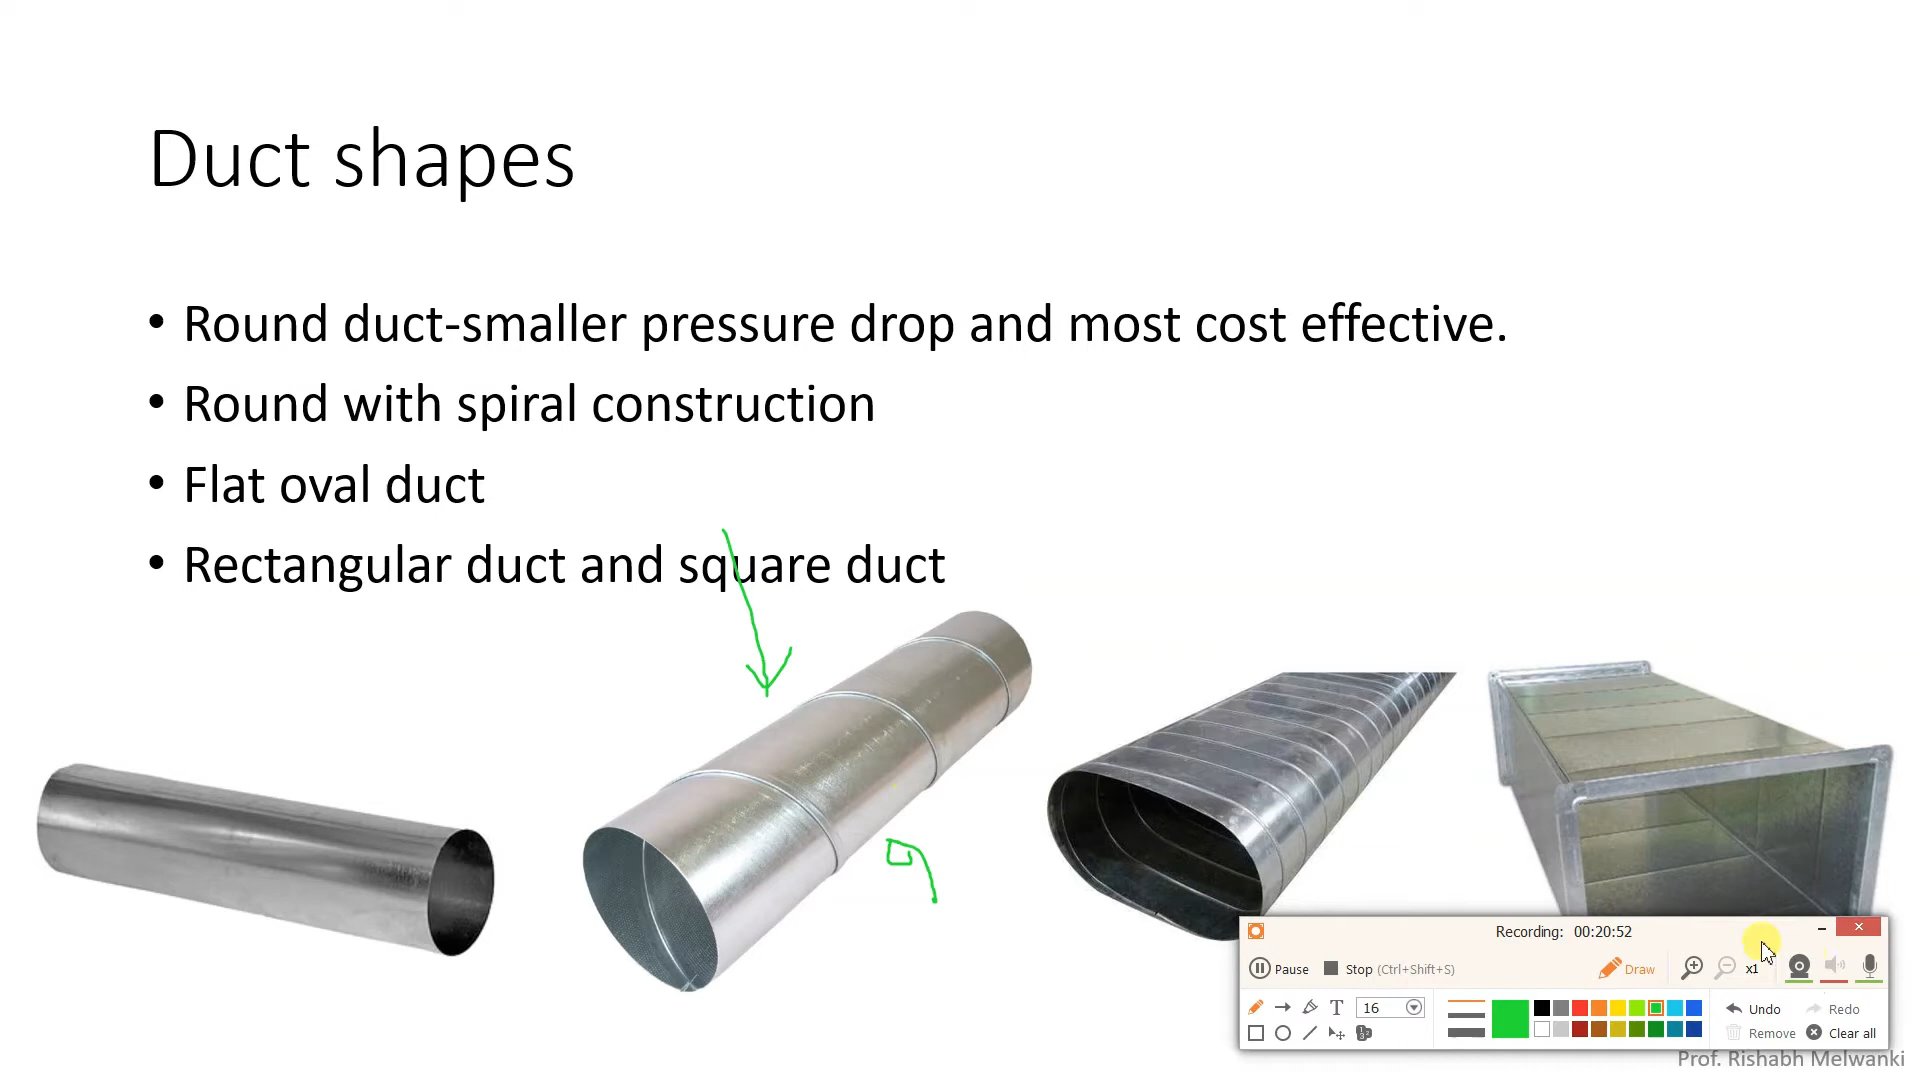 Duct shapes
• Round duct-smaller pressure drop and most cost effective.
• Round with spiral construction
• Flat oval duct
• Rectangular duct and square duct
Recording: 00:20:52
Pause Stop (Ctrl+Shift+S) Draw x1
T 16 Undo Redo
Remove Clear all
Prof. Rishabh Melwanki